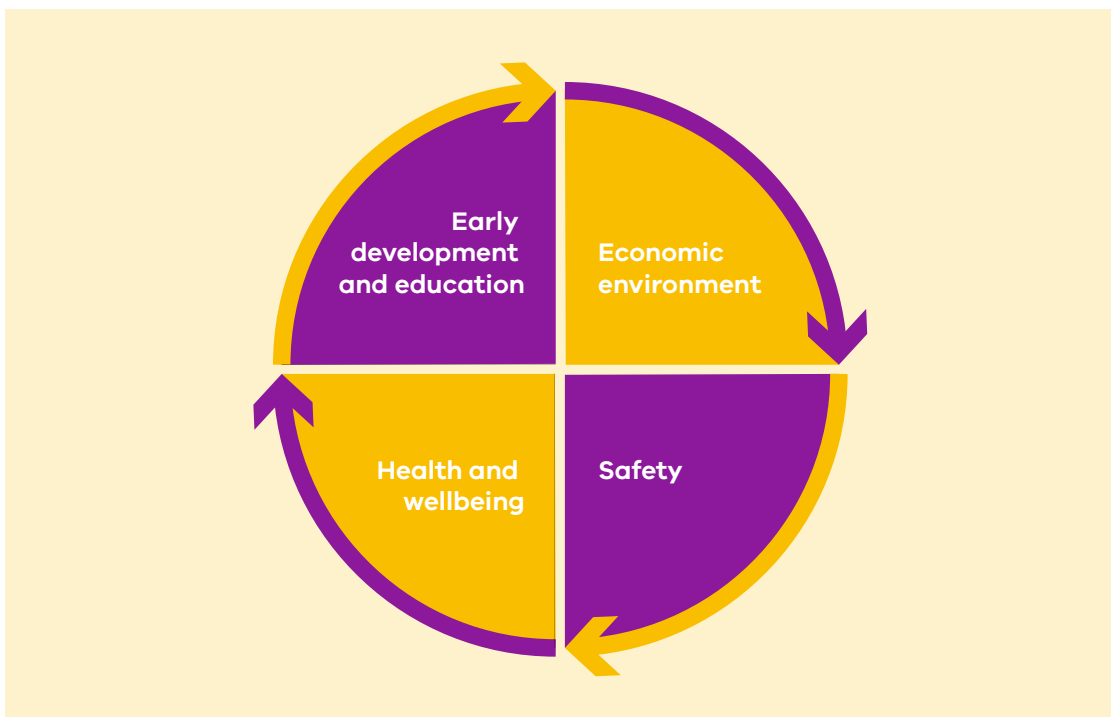 Early
development
and education
Economic
environment
Health and
wellbeing
Safety